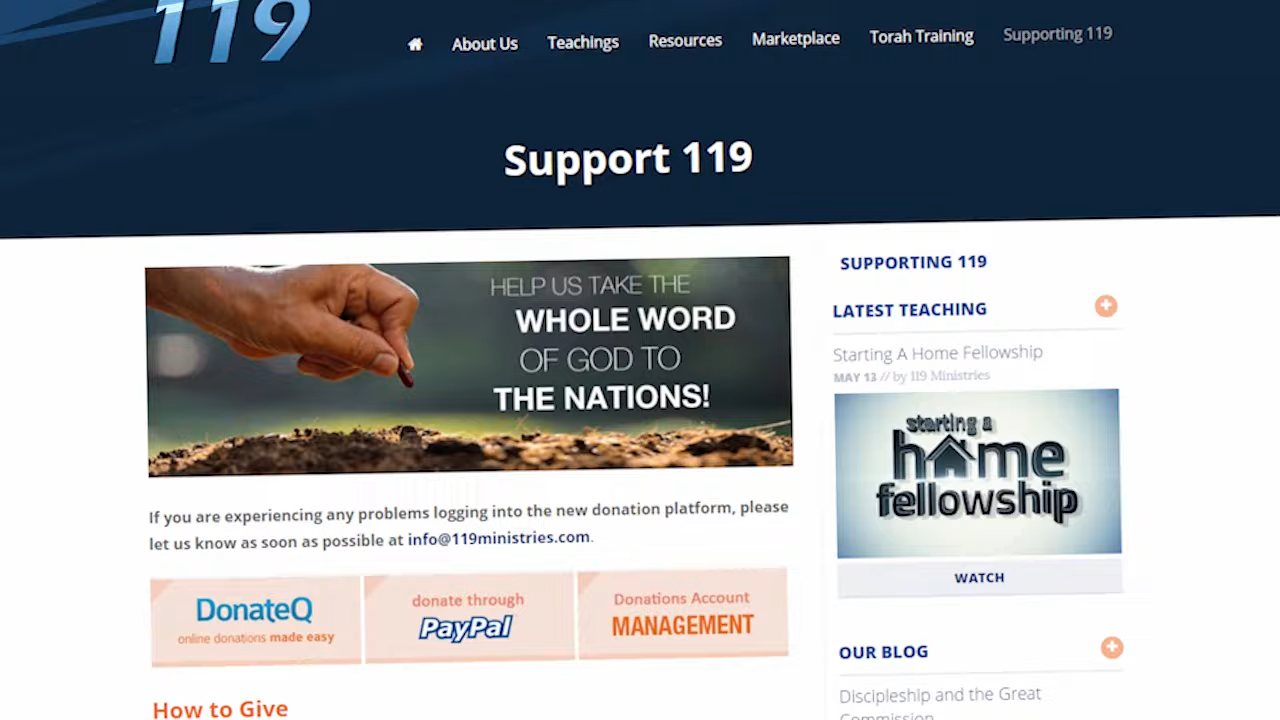 119
About Us
Teachings
Resources
Marketplace
Torah Training
Supporting 119
Support 119
HELP US TAKE THE
WHOLE WORD
OF GOD TO
THE NATIONS!
If you are experiencing any problems logging into the new donation platform, please
let us know as soon as possible at info@119ministries.com.
DonateQ
online donations made easy
donate through
PayPal
Donations Account
MANAGEMENT
How to Give
SUPPORTING 119
LATEST TEACHING
Starting A Home Fellowship
MAY 13 // by 119 Ministries
starting a
home
fellowship
WATCH
OUR BLOG
Discipleship and the Great
Commission